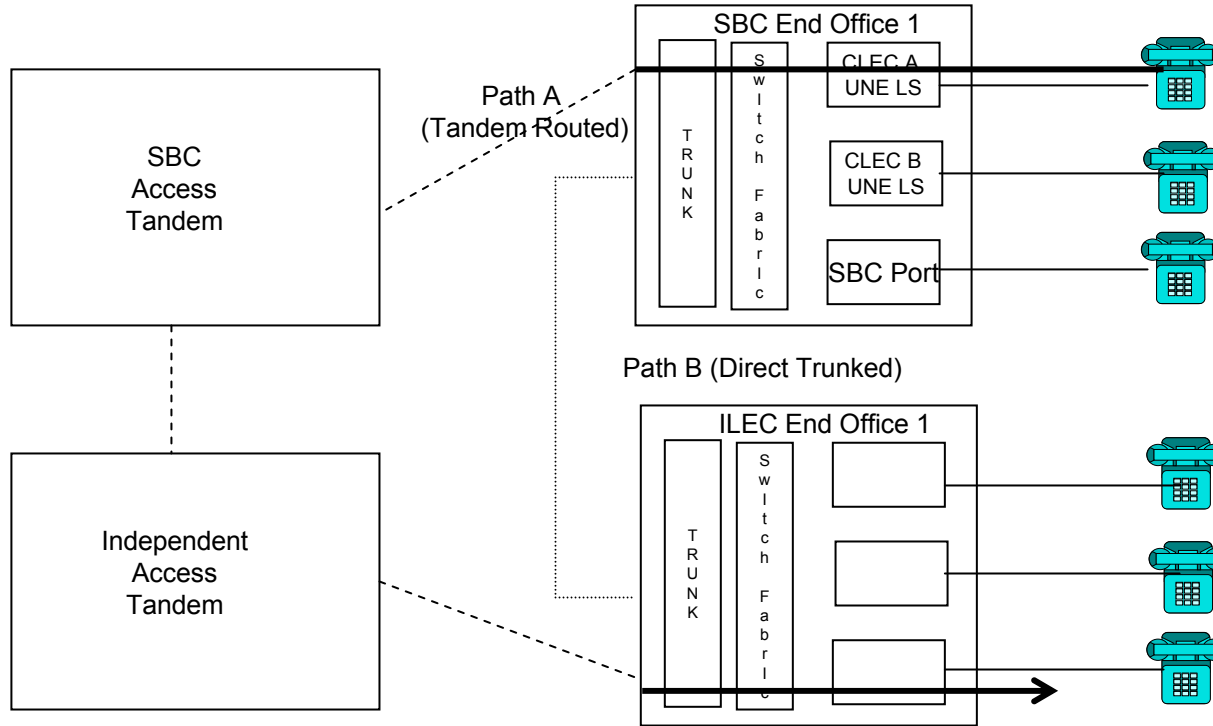 SBC End Office 1
SBC
Access
Tandem
Path A
(Tandem Routed)
T
R
U
N
K
S
w
I
t
c
h
F
a
b
r
I
c
CLEC A
UNE LS
CLEC B
UNE LS
SBC Port
Path B (Direct Trunked)
ILEC End Office 1
Independent
Access
Tandem
T
R
U
N
K
S
w
I
t
c
h
F
a
b
r
I
c